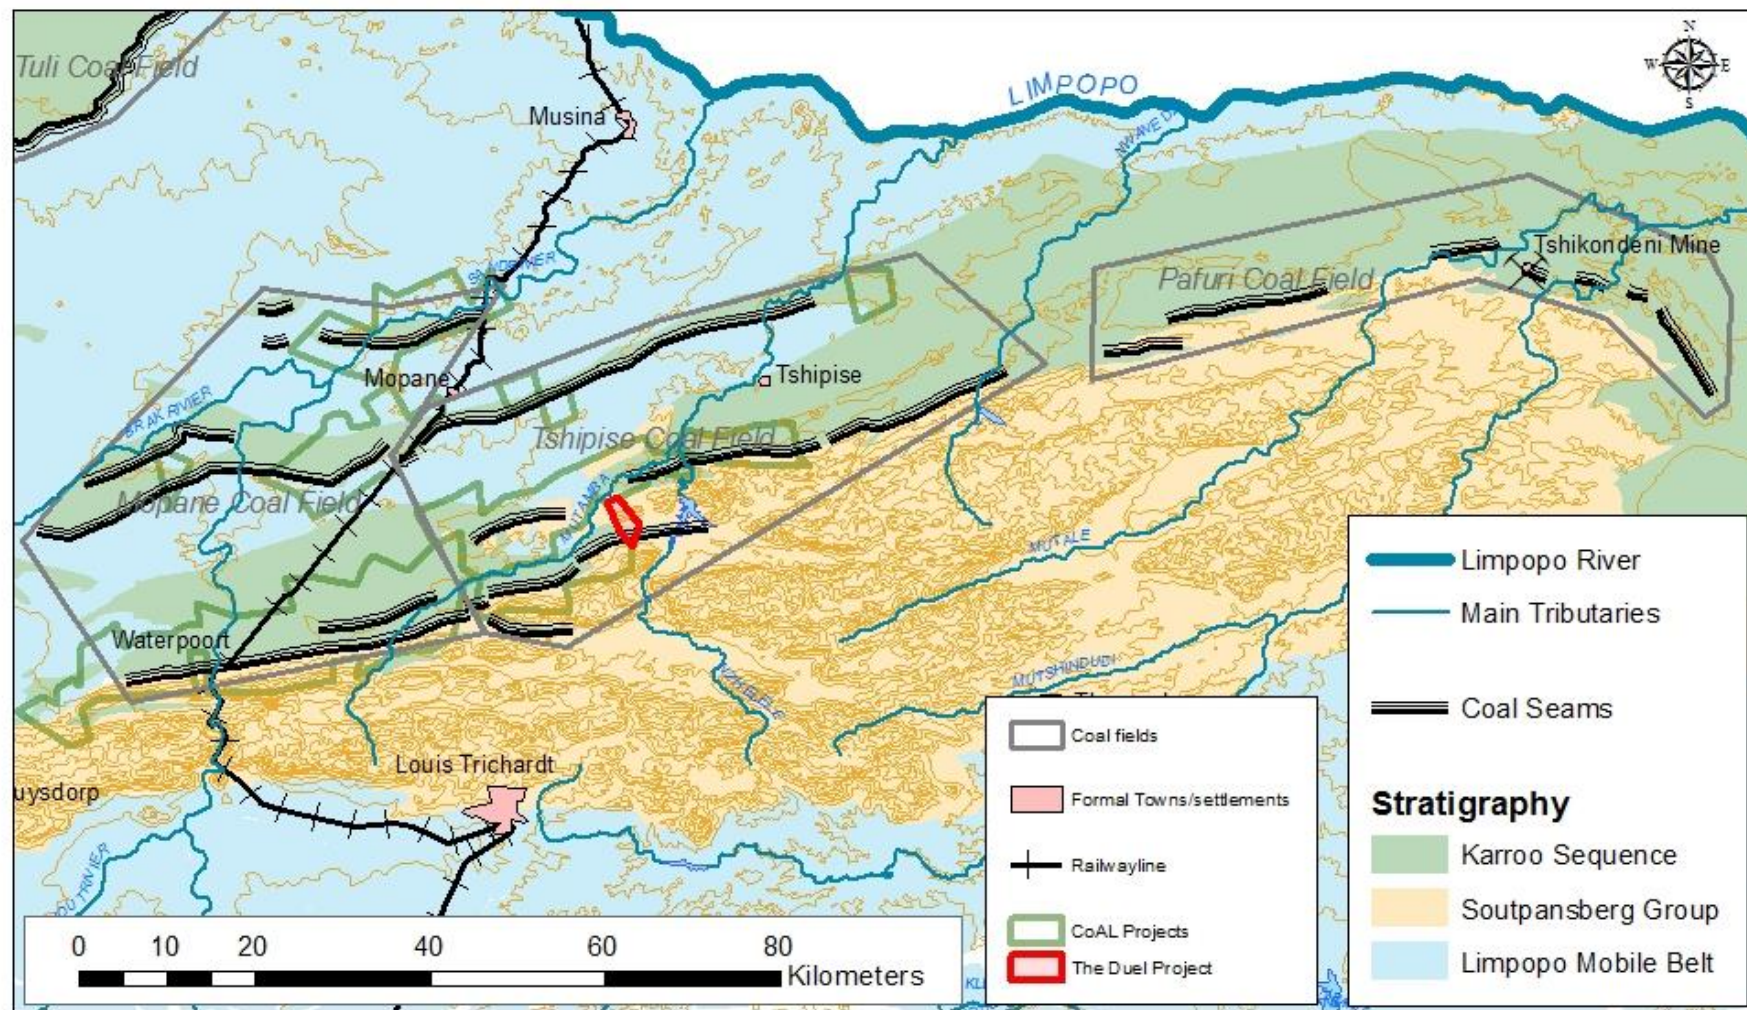 N
W E
S
Tuli Coal Field
LIMPOPO
Musina
Tshikondeni Mine
Pafuri Coal Field
Mopane
Tshipise
BRAK RIVIER
Tshipise Coal Field
Mopane Coal Field
MUTAMBA
MUTALE
Waterpoort
MUTSHINDUDI
NZHELELE
Louis Trichardt
uysdorp
0 10 20 40 60 80
Kilometers
Coal fields
Formal Towns/settlements
Railwayline
CoAL Projects
The Duel Project
Limpopo River
Main Tributaries
Coal Seams
Stratigraphy
Karroo Sequence
Soutpansberg Group
Limpopo Mobile Belt